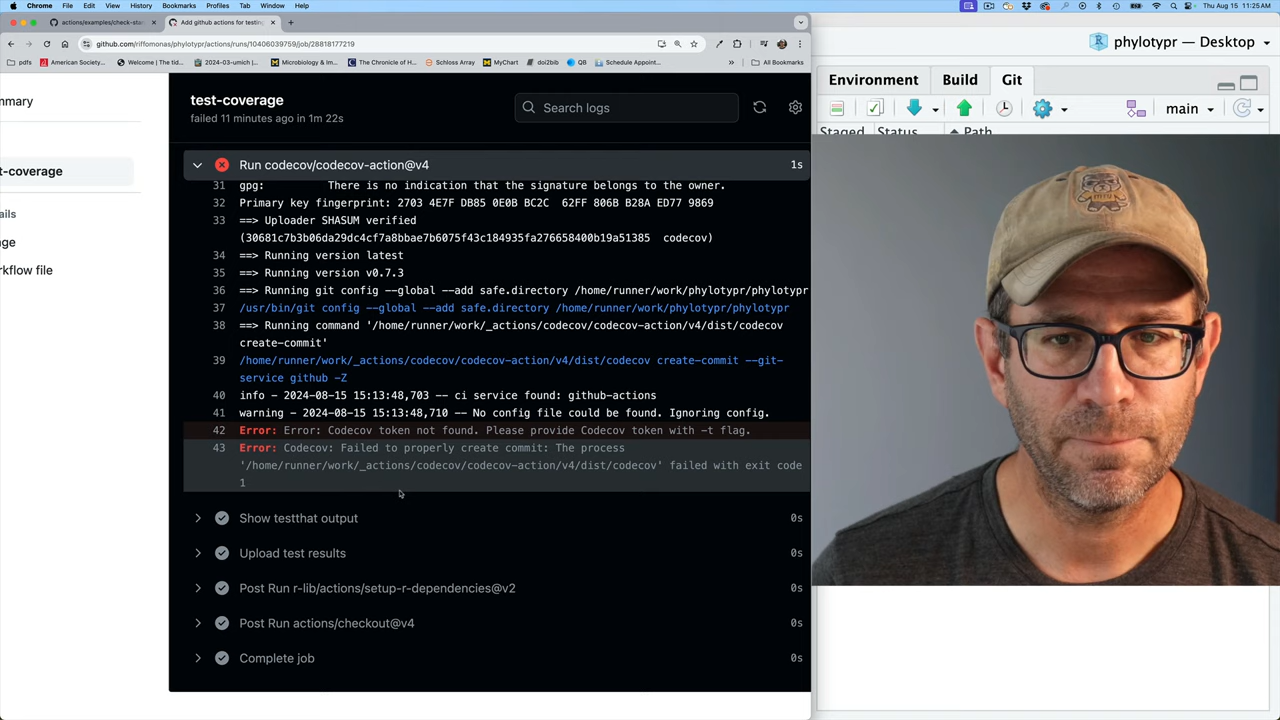 Chrome File Edit View History Bookmarks Profiles Tab Window Help
Thu Aug 15 11:25 AM
actions/examples/check-stan
Add github actions for testing
github.com/riffomonas/phylotypr/actions/runs/10406039759/job/28818177219
pdfs American Society... Welcome | The tid... 2024-03-umich |... Microbiology & Im... The Chronicle of H... Schloss Array MyChart doi2bib QB Schedule Appoint... » All Bookmarks
mmary
t-coverage
ails
ge
rkflow file
test-coverage
failed 11 minutes ago in 1m 22s
Search logs
Run codecov/codecov-action@v4 1s
31 gpg: There is no indication that the signature belongs to the owner.
32 Primary key fingerprint: 2703 4E7F DB85 0E0B BC2C 62FF 806B B28A ED77 9869
33 ==> Uploader SHASUM verified
(30681c7b3b06da29dc4cf7a8bbae7b6075f43c184935fa276658400b19a51385 codecov)
34 ==> Running version latest
35 ==> Running version v0.7.3
36 ==> Running git config --global --add safe.directory /home/runner/work/phylotypr/phylotypr
37 /usr/bin/git config --global --add safe.directory /home/runner/work/phylotypr/phylotypr
38 ==> Running command '/home/runner/work/_actions/codecov/codecov-action/v4/dist/codecov
create-commit'
39 /home/runner/work/_actions/codecov/codecov-action/v4/dist/codecov create-commit --git-
service github -Z
40 info - 2024-08-15 15:13:48,703 -- ci service found: github-actions
41 warning - 2024-08-15 15:13:48,710 -- No config file could be found. Ignoring config.
42 Error: Error: Codecov token not found. Please provide Codecov token with -t flag.
43 Error: Codecov: Failed to properly create commit: The process
'/home/runner/work/_actions/codecov/codecov-action/v4/dist/codecov' failed with exit code
1
Show testthat output 0s
Upload test results 0s
Post Run r-lib/actions/setup-r-dependencies@v2 0s
Post Run actions/checkout@v4 0s
Complete job 0s
phylotypr — Desktop
Environment Build Git
main
Staged Status Path